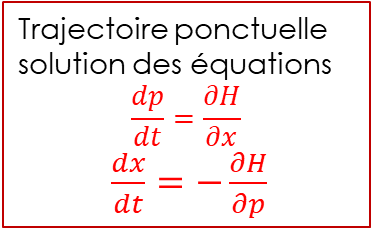 Trajectoire ponctuelle
solution des équations
dp/dt = ∂H/∂x
dx/dt = −∂H/∂p